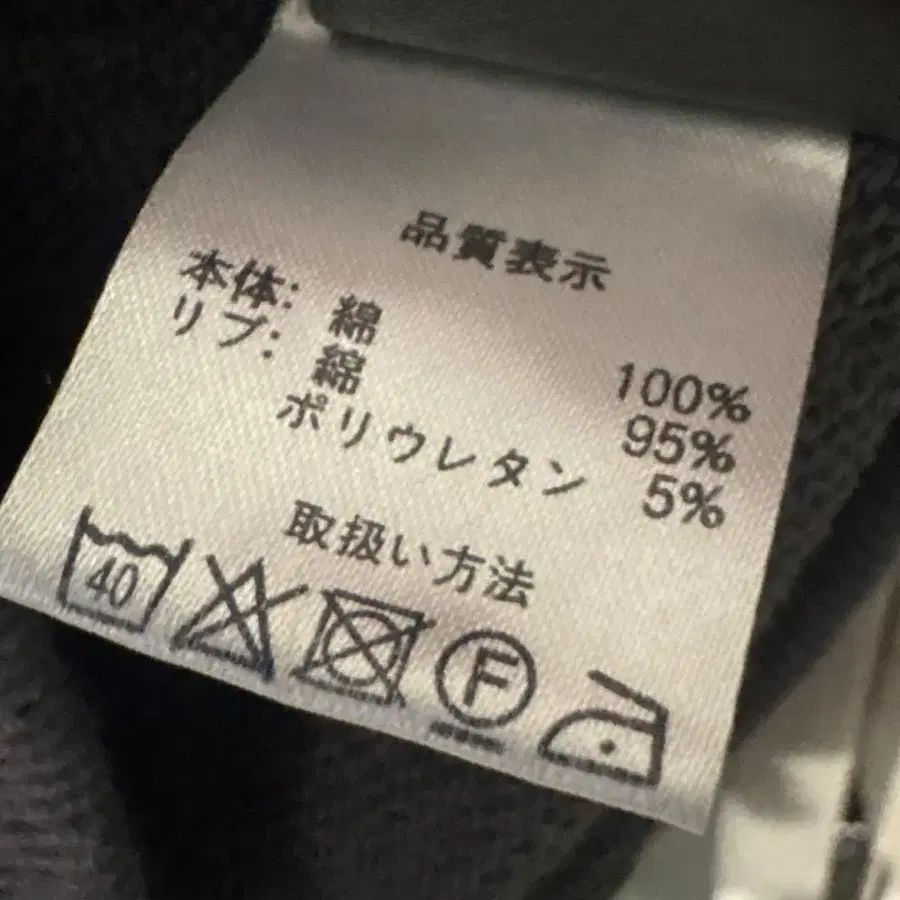 品質表示
本体: 綿 100%
リブ: 綿 95%
ポリウレタン 5%
取扱い方法
40 F